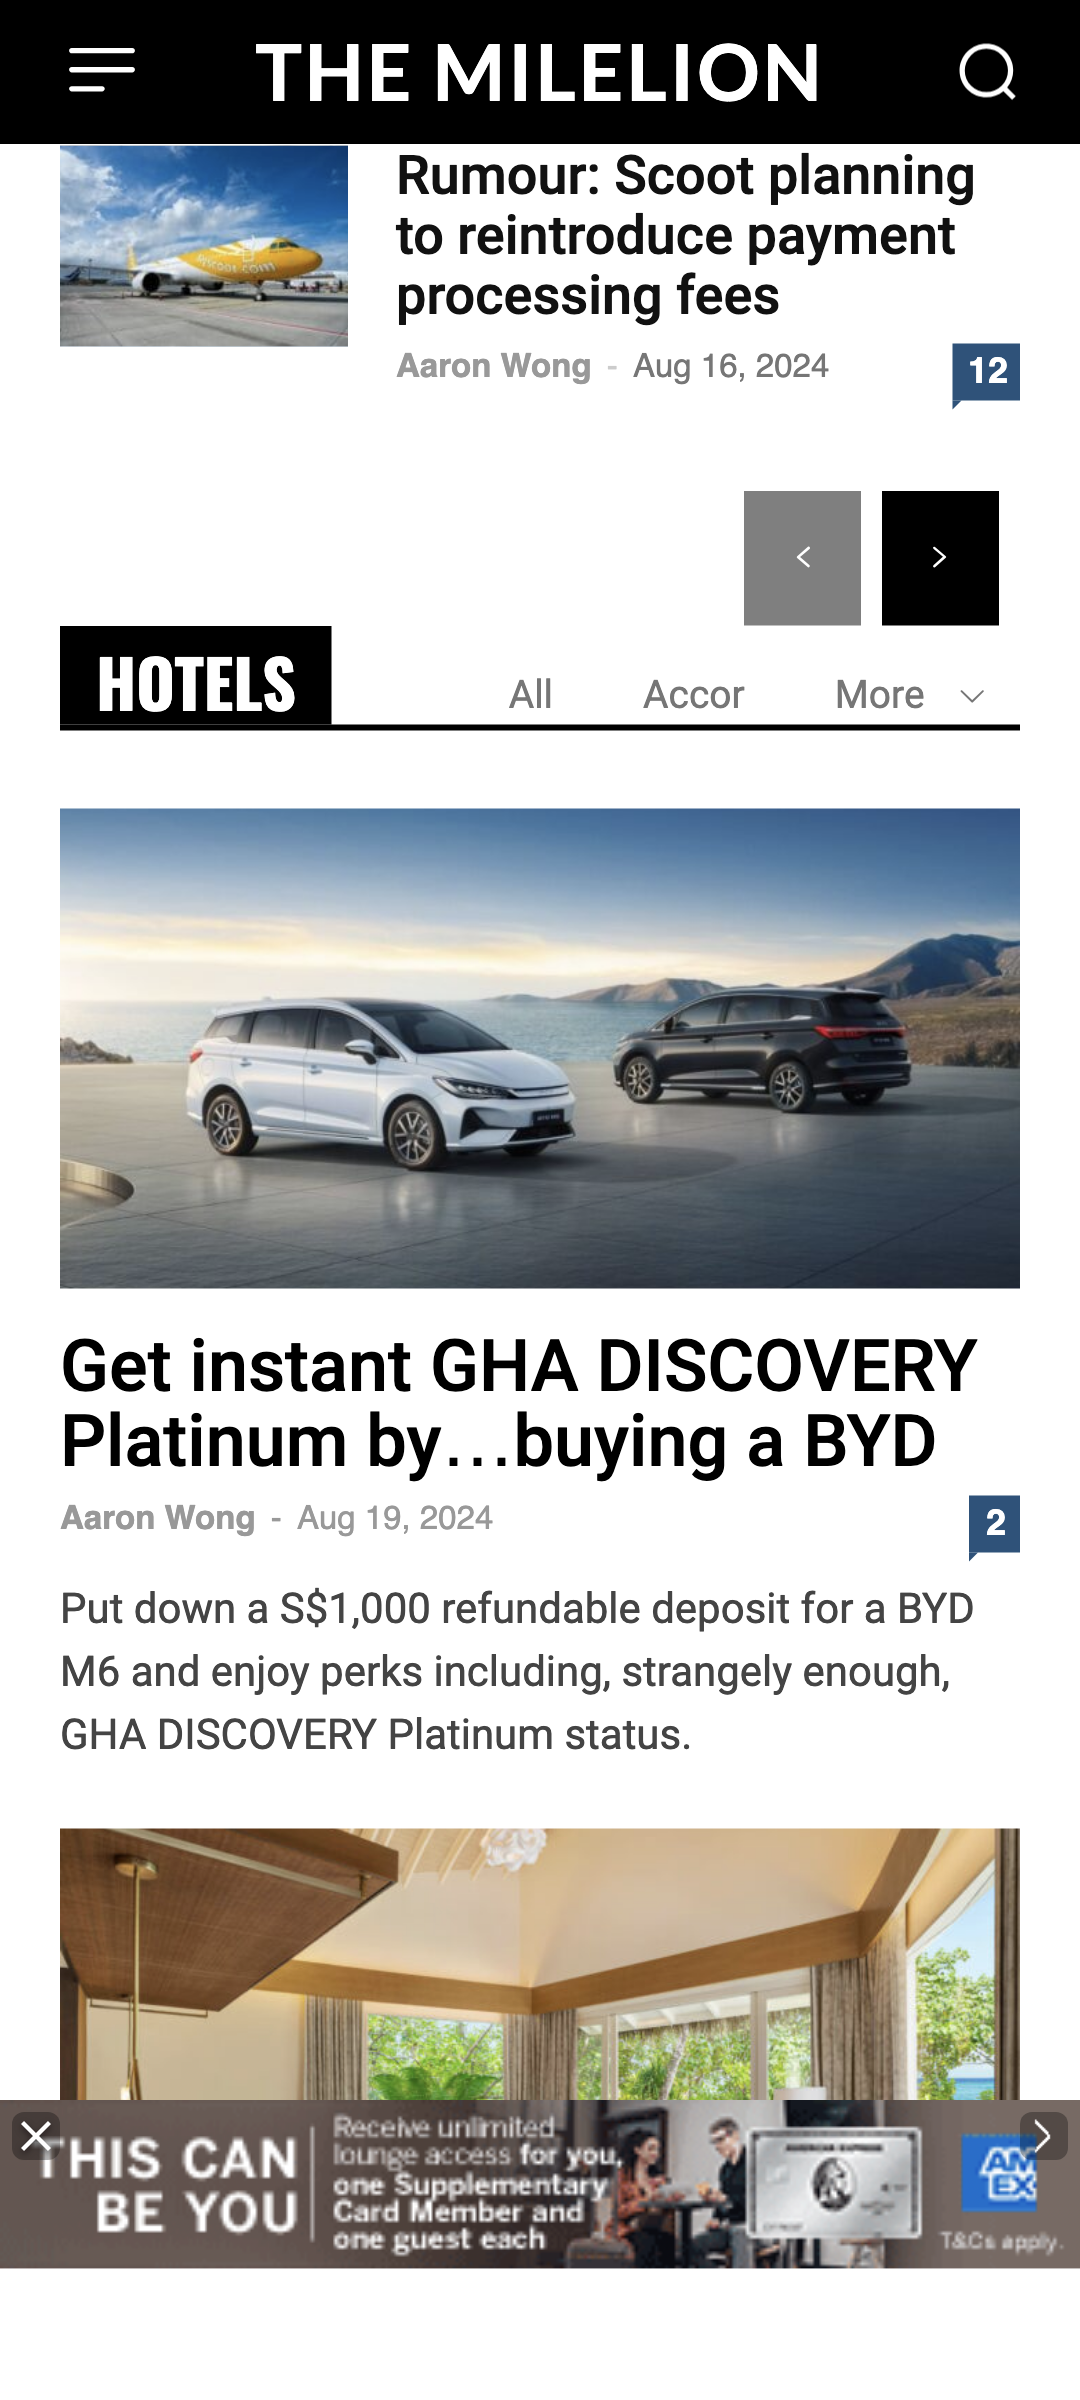 THE MILELION
Rumour: Scoot planning
to reintroduce payment
processing fees
Aaron Wong - Aug 16, 2024
12
HOTELS
All Accor More
Get instant GHA DISCOVERY
Platinum by...buying a BYD
Aaron Wong - Aug 19, 2024
2
Put down a S$1,000 refundable deposit for a BYD
M6 and enjoy perks including, strangely enough,
GHA DISCOVERY Platinum status.
THIS CAN
BE YOU
Receive unlimited
lounge access for you,
one Supplementary
Card Member and
one guest each
AMERICAN EXPRESS
AM
EX
T&Cs apply.